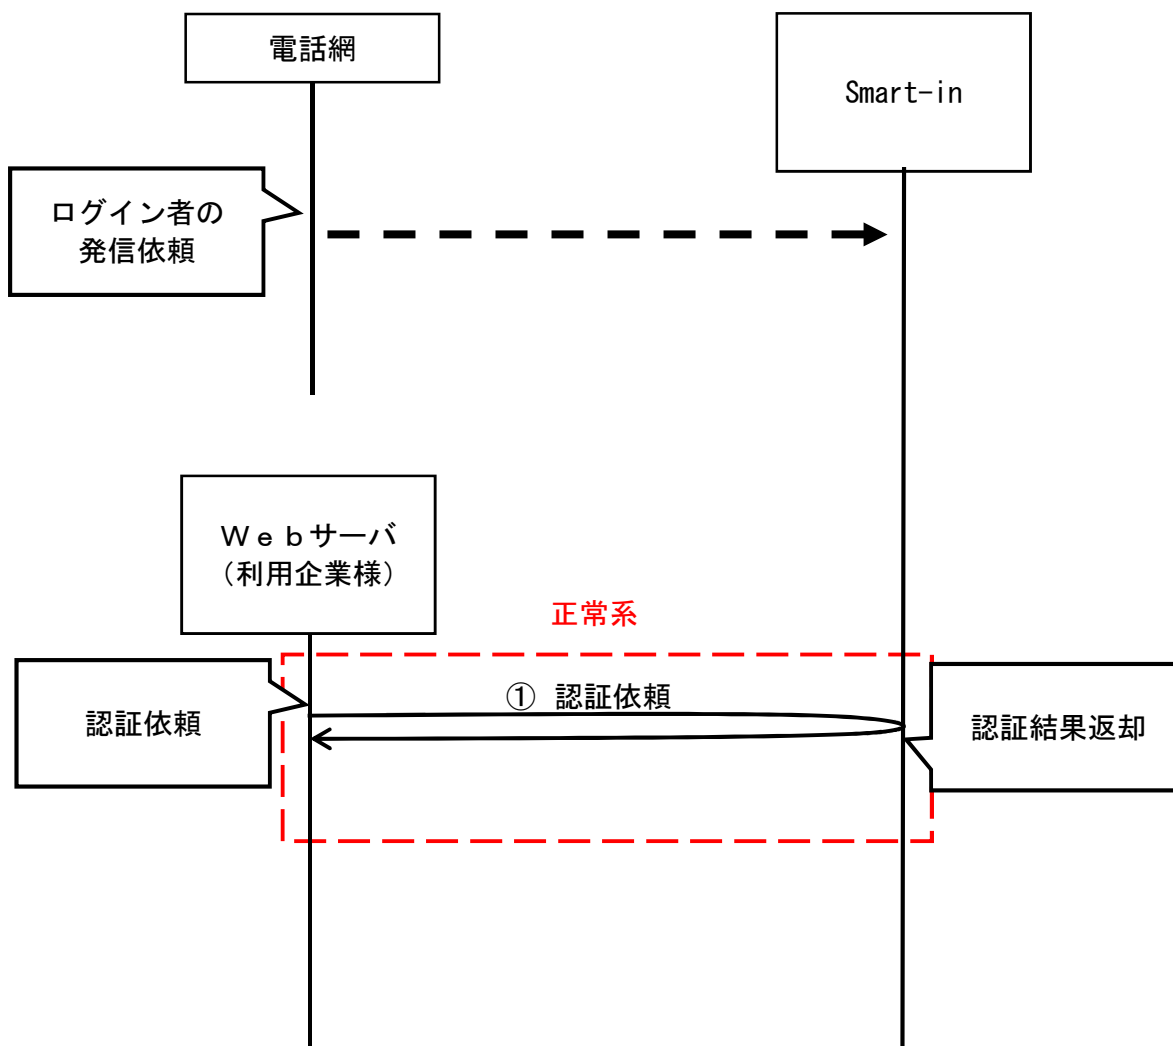 電話網
Smart-in
ログイン者の
発信依頼
Ｗｅｂサーバ
（利用企業様）
正常系
① 認証依頼
認証依頼
認証結果返却